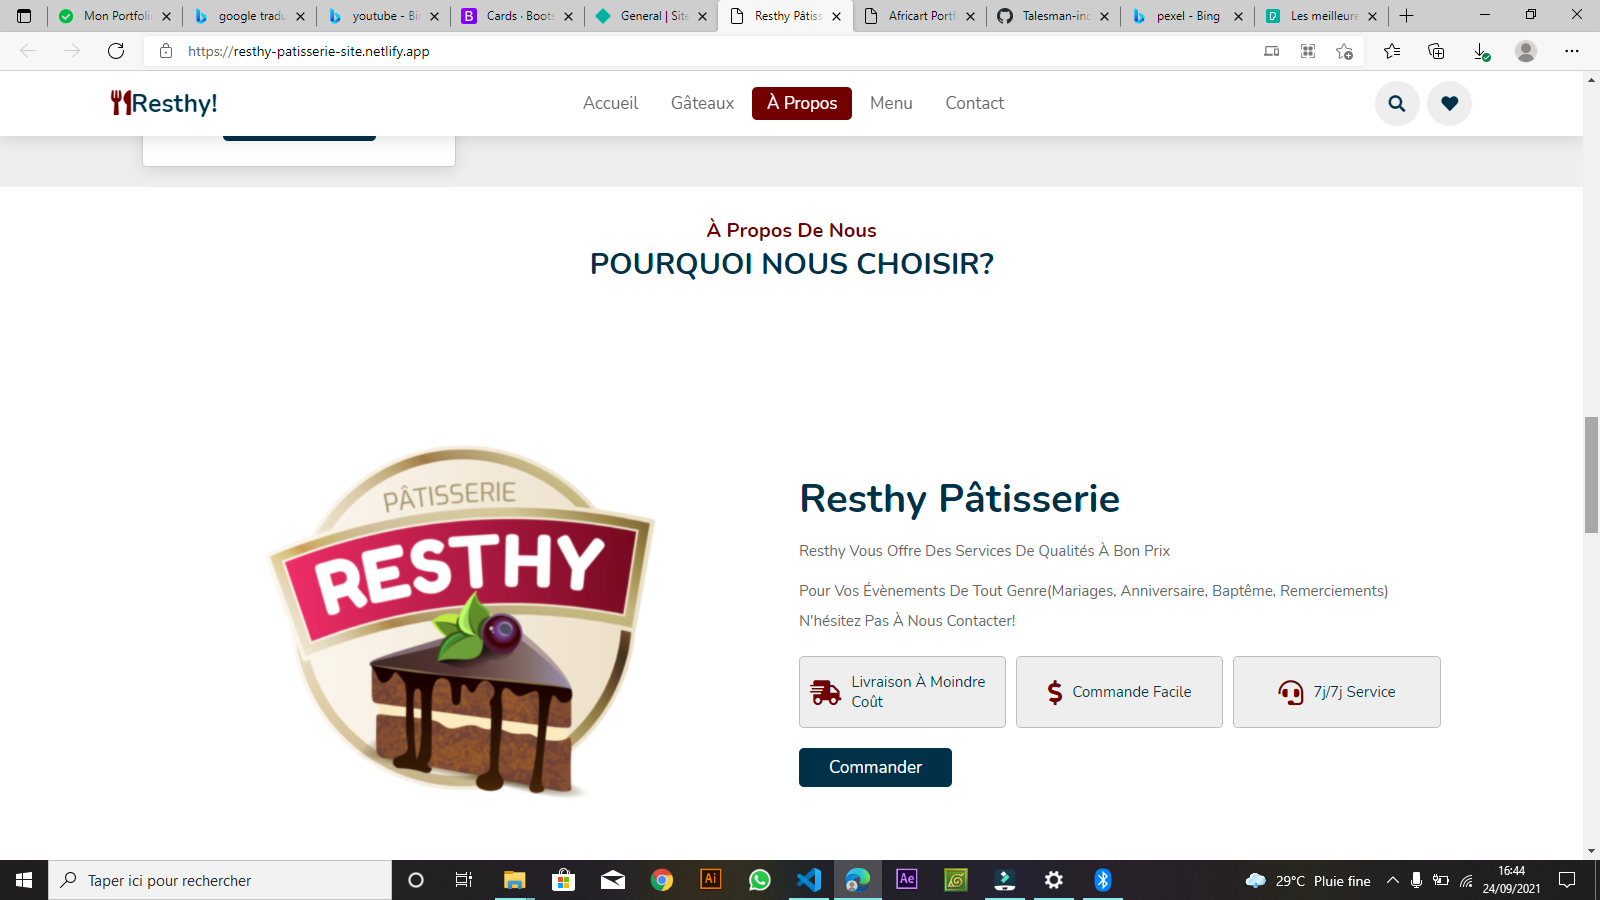 Mon Portfoli
google tradu
youtube - Bi
Cards · Boots
General | Site
Resthy Pâtiss
Africart Portf
Talesman-inc
pexel - Bing
Les meilleure
https://resthy-patisserie-site.netlify.app
Resthy!
Accueil
Gâteaux
À Propos
Menu
Contact
À Propos De Nous
POURQUOI NOUS CHOISIR?
PÂTISSERIE
RESTHY
Resthy Pâtisserie
Resthy Vous Offre Des Services De Qualités À Bon Prix
Pour Vos Évènements De Tout Genre(Mariages, Anniversaire, Baptême, Remerciements)
N'hésitez Pas À Nous Contacter!
Livraison À Moindre
Coût
Commande Facile
7j/7j Service
Commander
Taper ici pour rechercher
Ai
Ae
29°C Pluie fine
16:44
24/09/2021